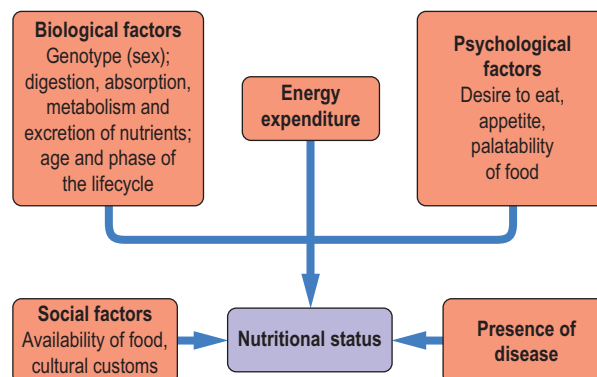 Biological factors
Genotype (sex);
digestion, absorption,
metabolism and
excretion of nutrients;
age and phase of
the lifecycle
Energy
expenditure
Psychological
factors
Desire to eat,
appetite,
palatability
of food
Social factors
Availability of food,
cultural customs
Nutritional status
Presence of
disease